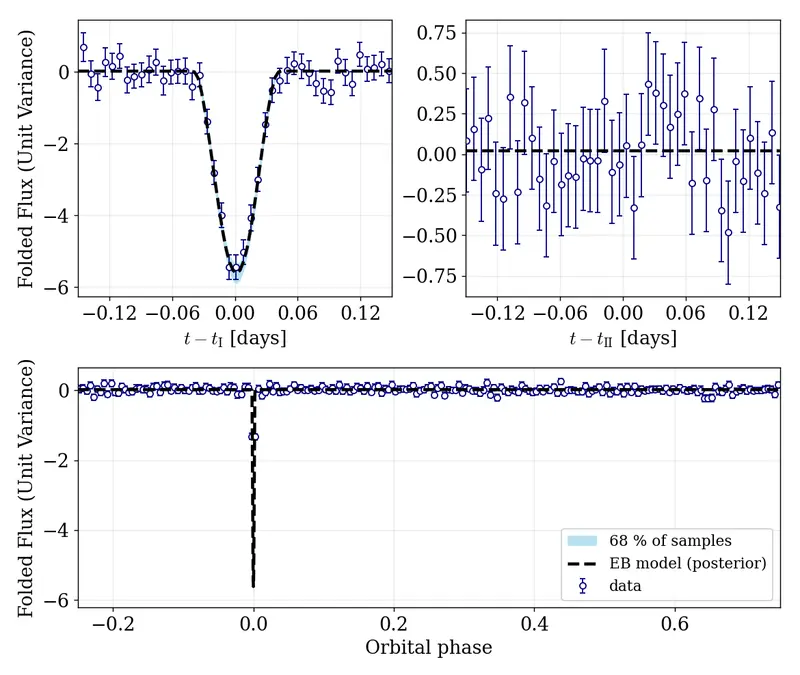 Folded Flux (Unit Variance)
0
−2
−4
−6
−0.12 −0.06 0.00 0.06 0.12
t − tI [days]
0.75
0.50
0.25
0.00
−0.25
−0.50
−0.75
−0.12 −0.06 0.00 0.06 0.12
t − tII [days]
Folded Flux (Unit Variance)
0
−2
−4
−6
68 % of samples
EB model (posterior)
data
−0.2 0.0 0.2 0.4 0.6
Orbital phase